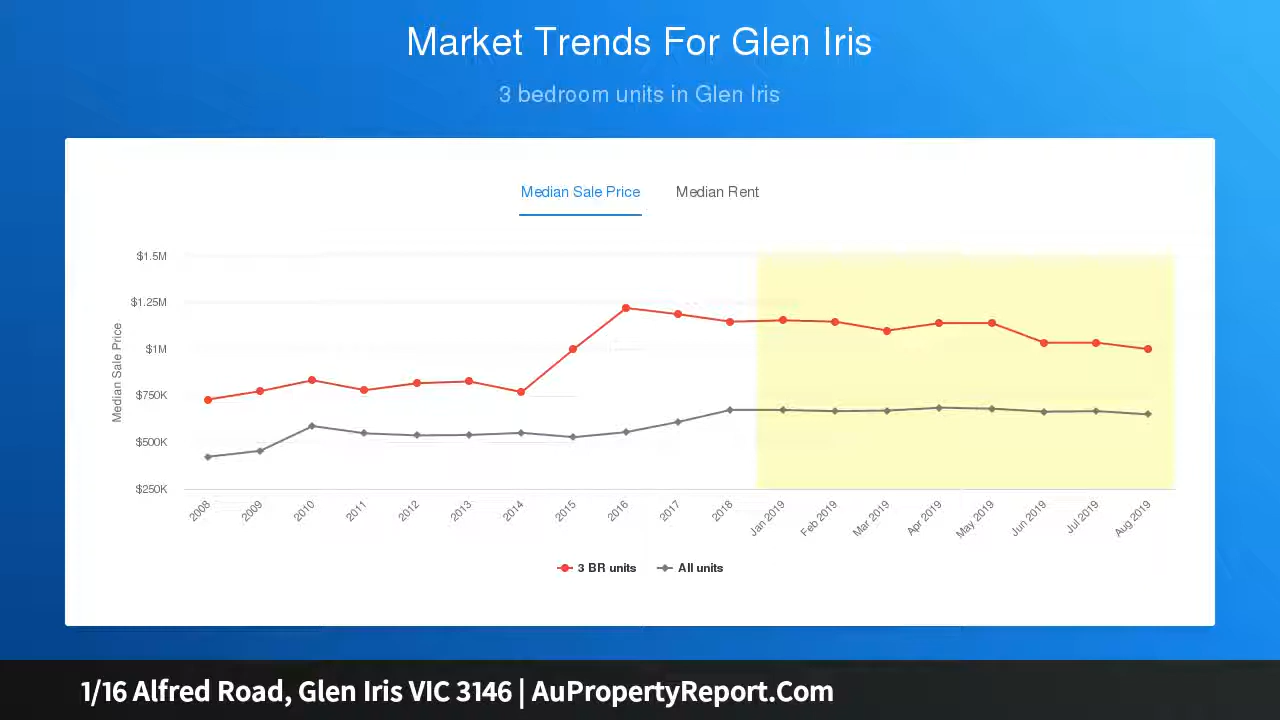 Market Trends For Glen Iris
3 bedroom units in Glen Iris
Median Sale Price Median Rent
Median Sale Price
$1.5M
$1.25M
$1M
$750K
$500K
$250K
2008 2009 2010 2011 2012 2013 2014 2015 2016 2017 2018 Jan 2019 Feb 2019 Mar 2019 Apr 2019 May 2019 Jun 2019 Jul 2019 Aug 2019
3 BR units All units
1/16 Alfred Road, Glen Iris VIC 3146 | AuPropertyReport.Com